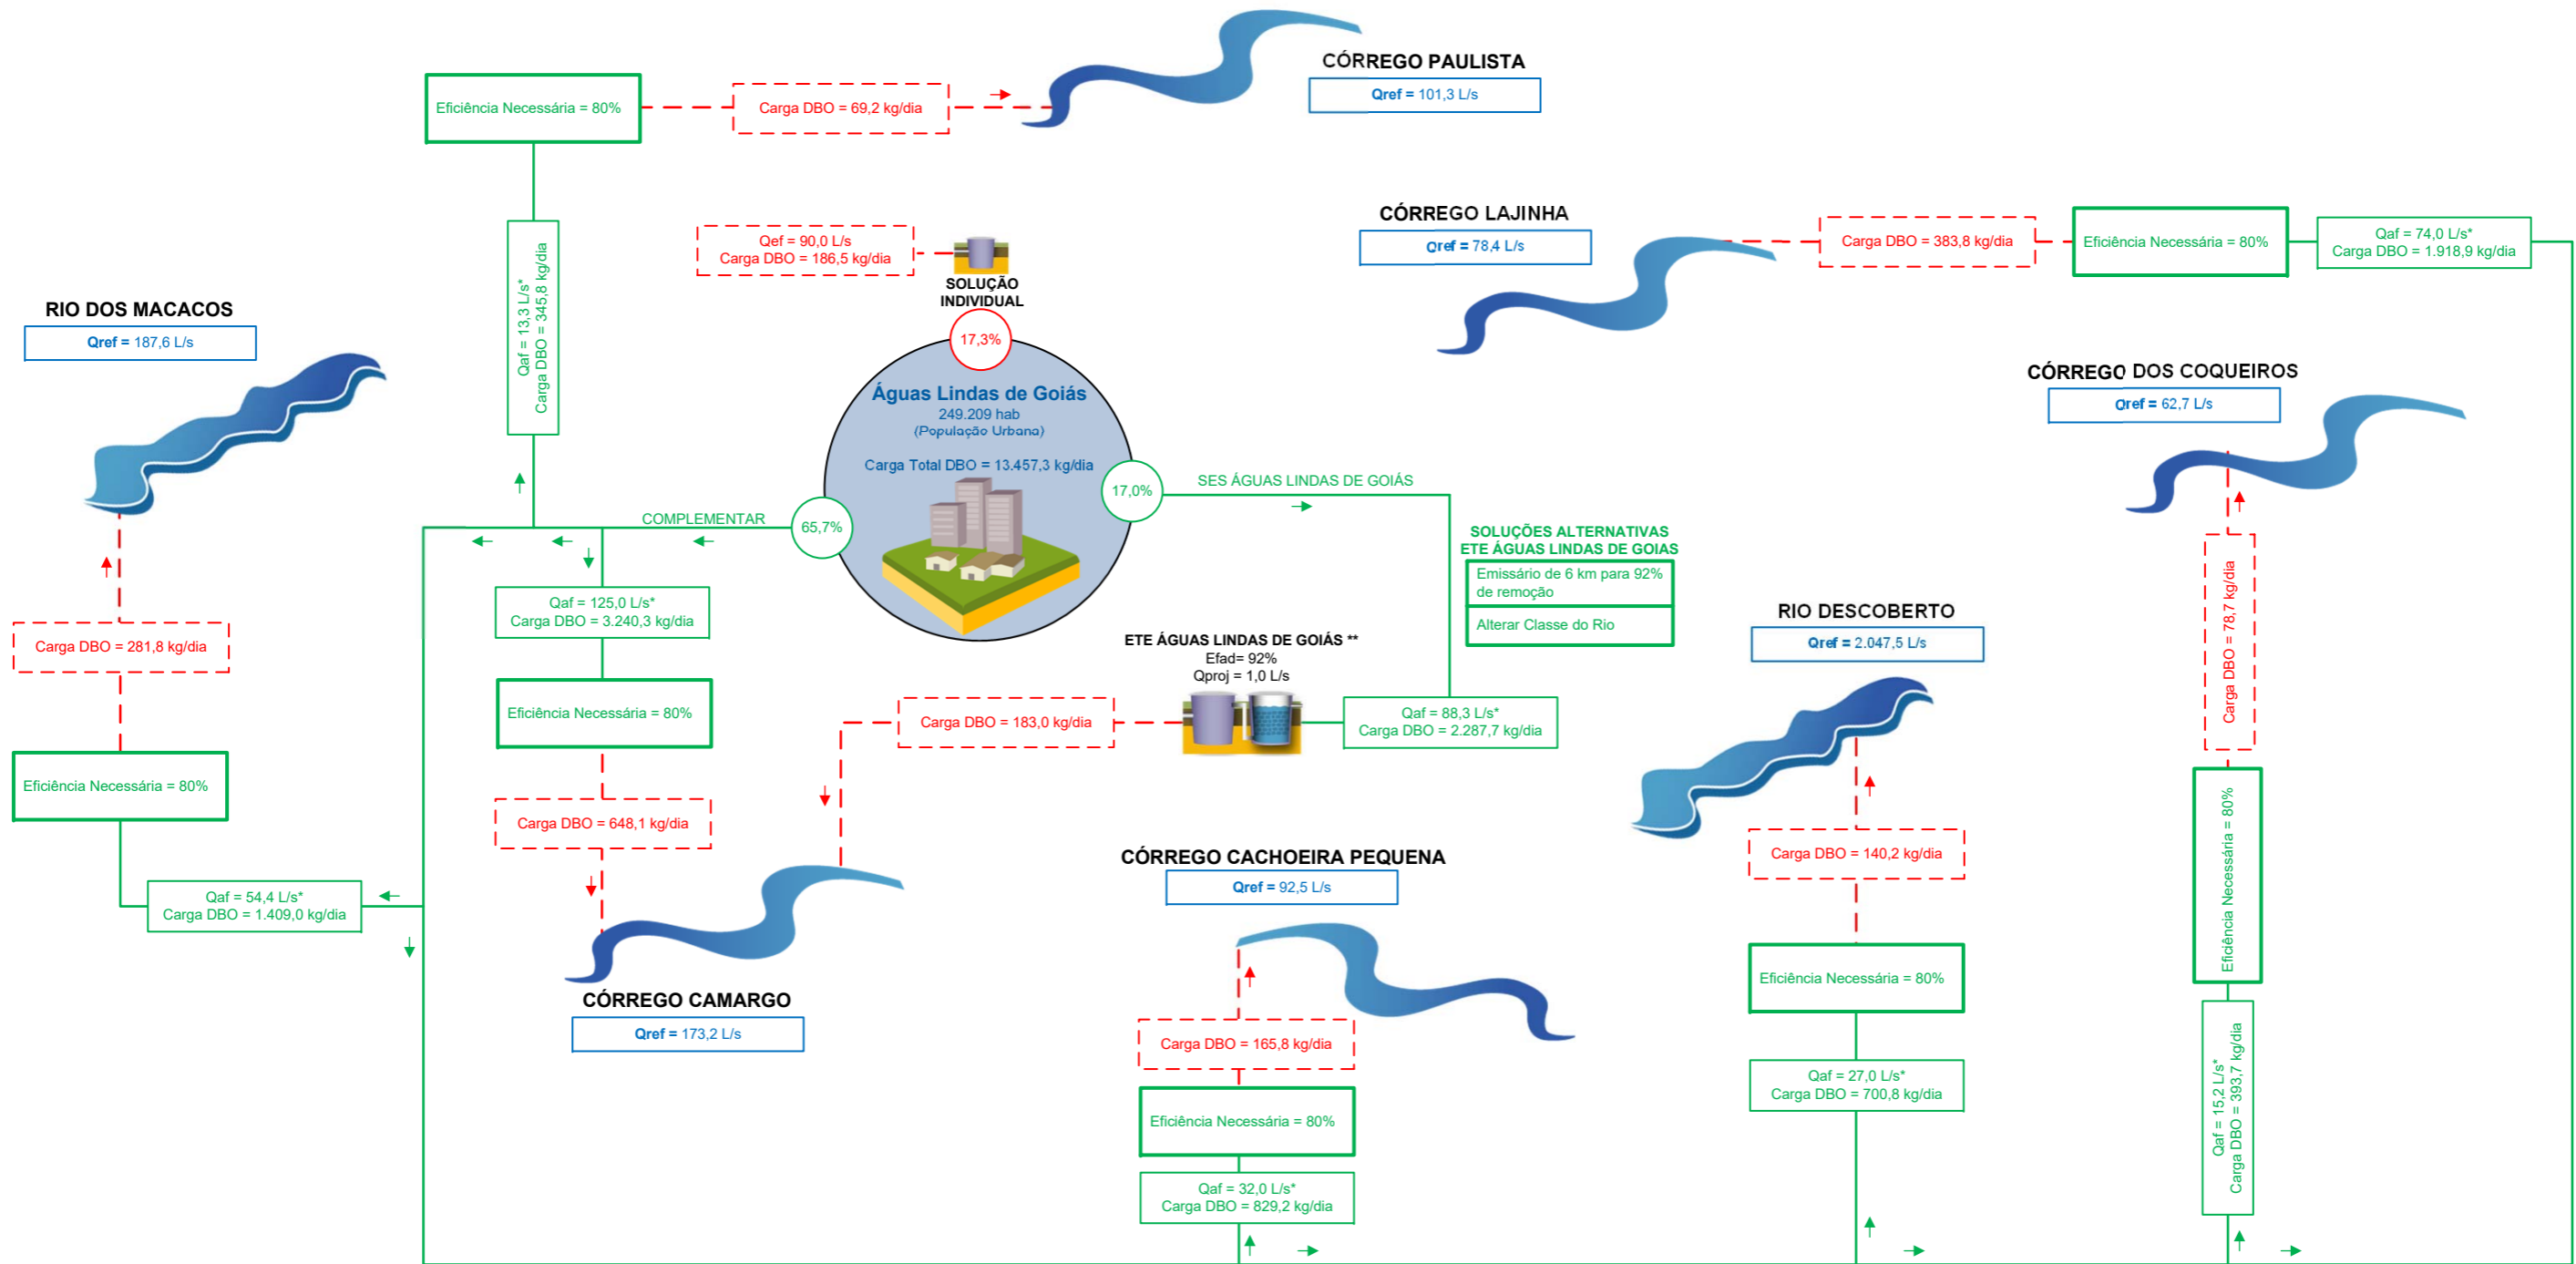 CÓRREGO PAULISTA
Qref = 101,3 L/s
Eficiência Necessária = 80%
Carga DBO = 69,2 kg/dia
Qaf = 13,3 L/s*
Carga DBO = 345,8 kg/dia
Qef = 90,0 L/s
Carga DBO = 186,5 kg/dia
SOLUÇÃO
INDIVIDUAL
17,3%
CÓRREGO LAJINHA
Qref = 78,4 L/s
Carga DBO = 383,8 kg/dia
Eficiência Necessária = 80%
Qaf = 74,0 L/s*
Carga DBO = 1.918,9 kg/dia
RIO DOS MACACOS
Qref = 187,6 L/s
Águas Lindas de Goiás
249.209 hab
(População Urbana)
Carga Total DBO = 13.457,3 kg/dia
CÓRREGO DOS COQUEIROS
Qref = 62,7 L/s
17,0%
SES ÁGUAS LINDAS DE GOIÁS
65,7%
COMPLEMENTAR
SOLUÇÕES ALTERNATIVAS
ETE ÁGUAS LINDAS DE GOIAS
Emissário de 6 km para 92%
de remoção
Alterar Classe do Rio
Qaf = 125,0 L/s*
Carga DBO = 3.240,3 kg/dia
Eficiência Necessária = 80%
Carga DBO = 648,1 kg/dia
Carga DBO = 281,8 kg/dia
Eficiência Necessária = 80%
Qaf = 54,4 L/s*
Carga DBO = 1.409,0 kg/dia
ETE ÁGUAS LINDAS DE GOIÁS **
Efad= 92%
Qproj = 1,0 L/s
Carga DBO = 183,0 kg/dia
Qaf = 88,3 L/s*
Carga DBO = 2.287,7 kg/dia
RIO DESCOBERTO
Qref = 2.047,5 L/s
Carga DBO = 140,2 kg/dia
Eficiência Necessária = 80%
Qaf = 27,0 L/s*
Carga DBO = 700,8 kg/dia
Carga DBO = 78,7 kg/dia
Eficiência Necessária = 80%
Qaf = 15,2 L/s*
Carga DBO = 393,7 kg/dia
CÓRREGO CAMARGO
Qref = 173,2 L/s
CÓRREGO CACHOEIRA PEQUENA
Qref = 92,5 L/s
Carga DBO = 165,8 kg/dia
Eficiência Necessária = 80%
Qaf = 32,0 L/s*
Carga DBO = 829,2 kg/dia